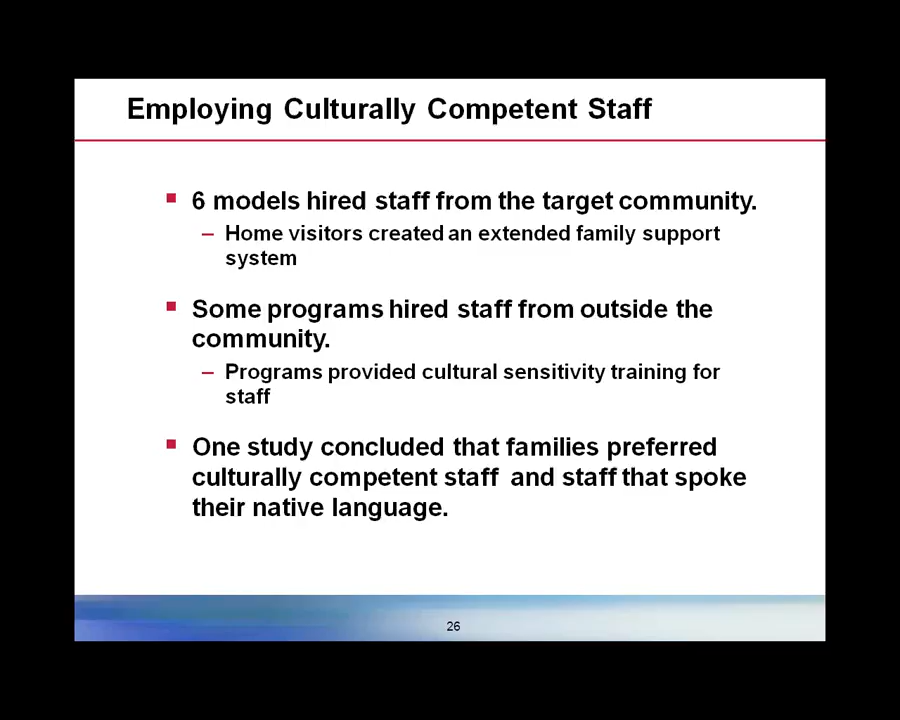 Employing Culturally Competent Staff
▪ 6 models hired staff from the target community.
– Home visitors created an extended family support
system
▪ Some programs hired staff from outside the
community.
– Programs provided cultural sensitivity training for
staff
▪ One study concluded that families preferred
culturally competent staff and staff that spoke
their native language.
26